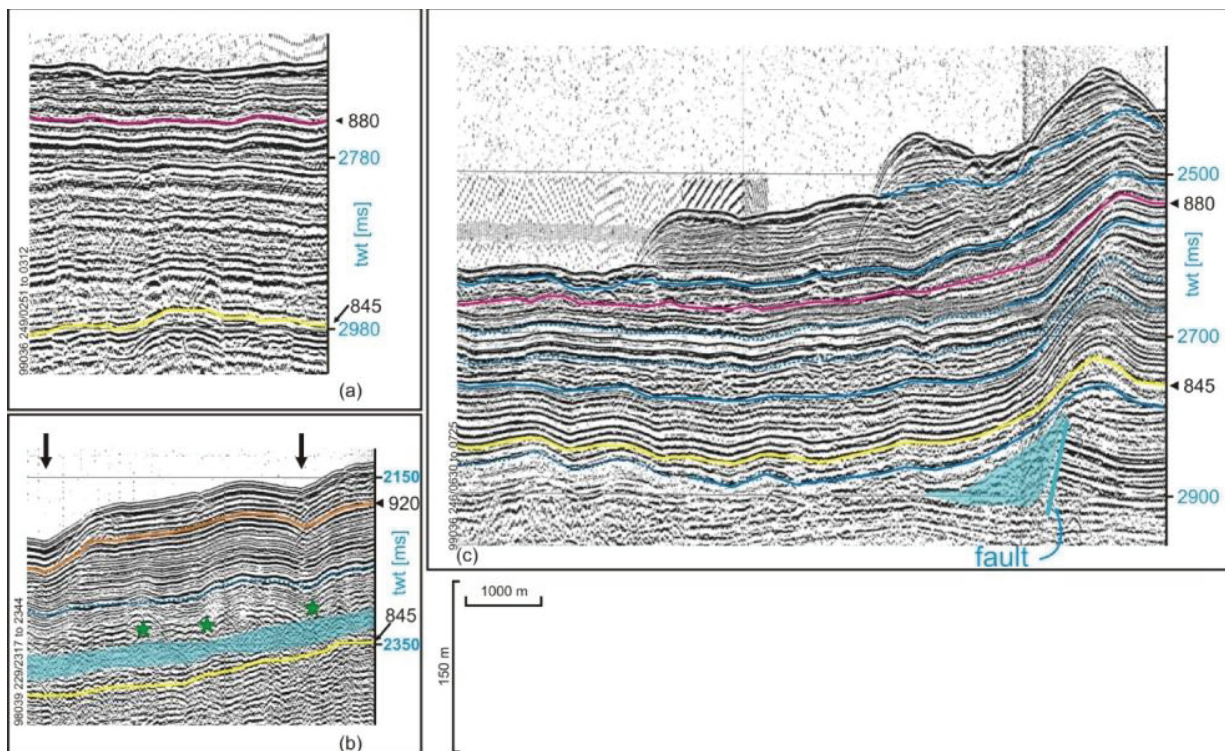 880
2780
twt [ms]
845
2980
99036 249/0251 to 0312
(a)
2150
920
twt [ms]
845
2350
98039 229/2317 to 2344
(b)
2500
880
twt [ms]
2700
845
2900
99036 246/0630 to 0725
(c)
fault
1000 m
150 m